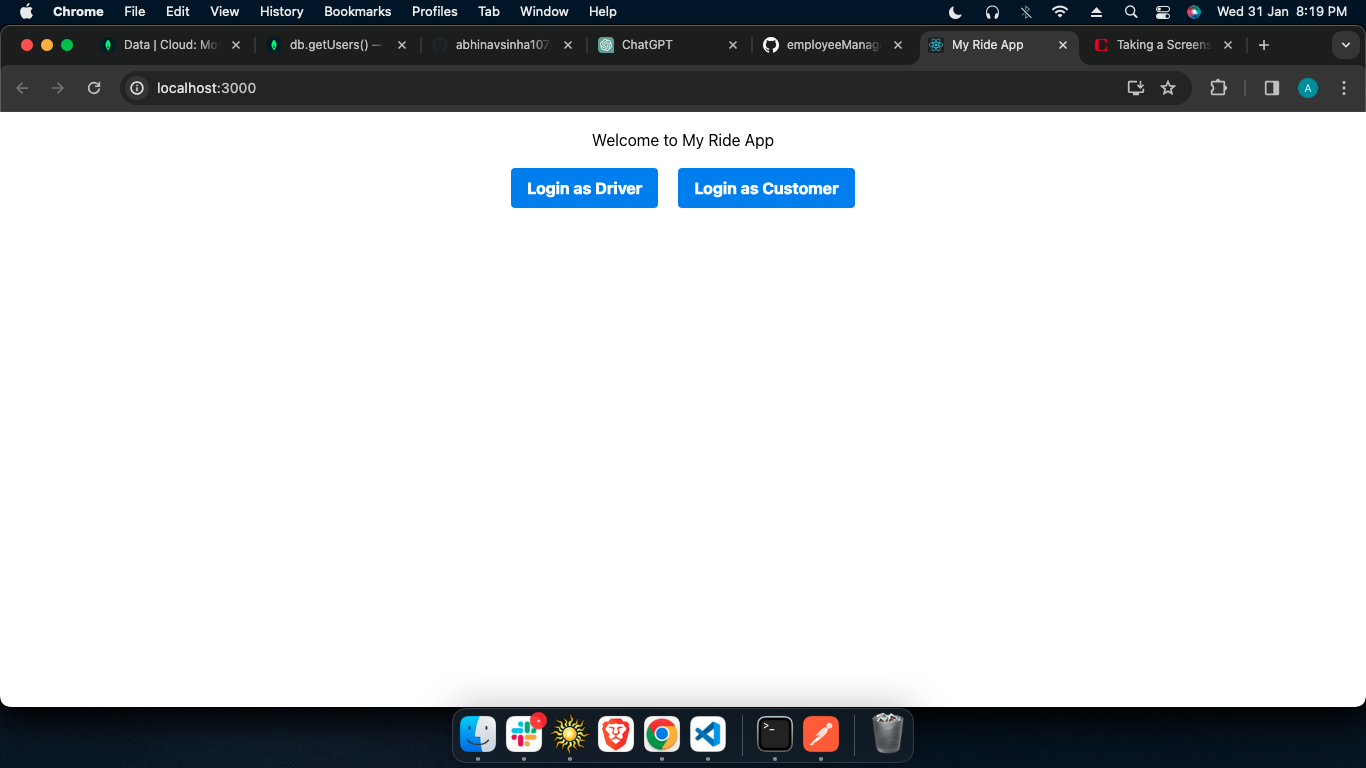 Chrome File Edit View History Bookmarks Profiles Tab Window Help Wed 31 Jan 8:19 PM
Data | Cloud: Mo db.getUsers() — abhinavsinha107 ChatGPT employeeManag My Ride App Taking a Screens
localhost:3000 A
Welcome to My Ride App
Login as Driver Login as Customer